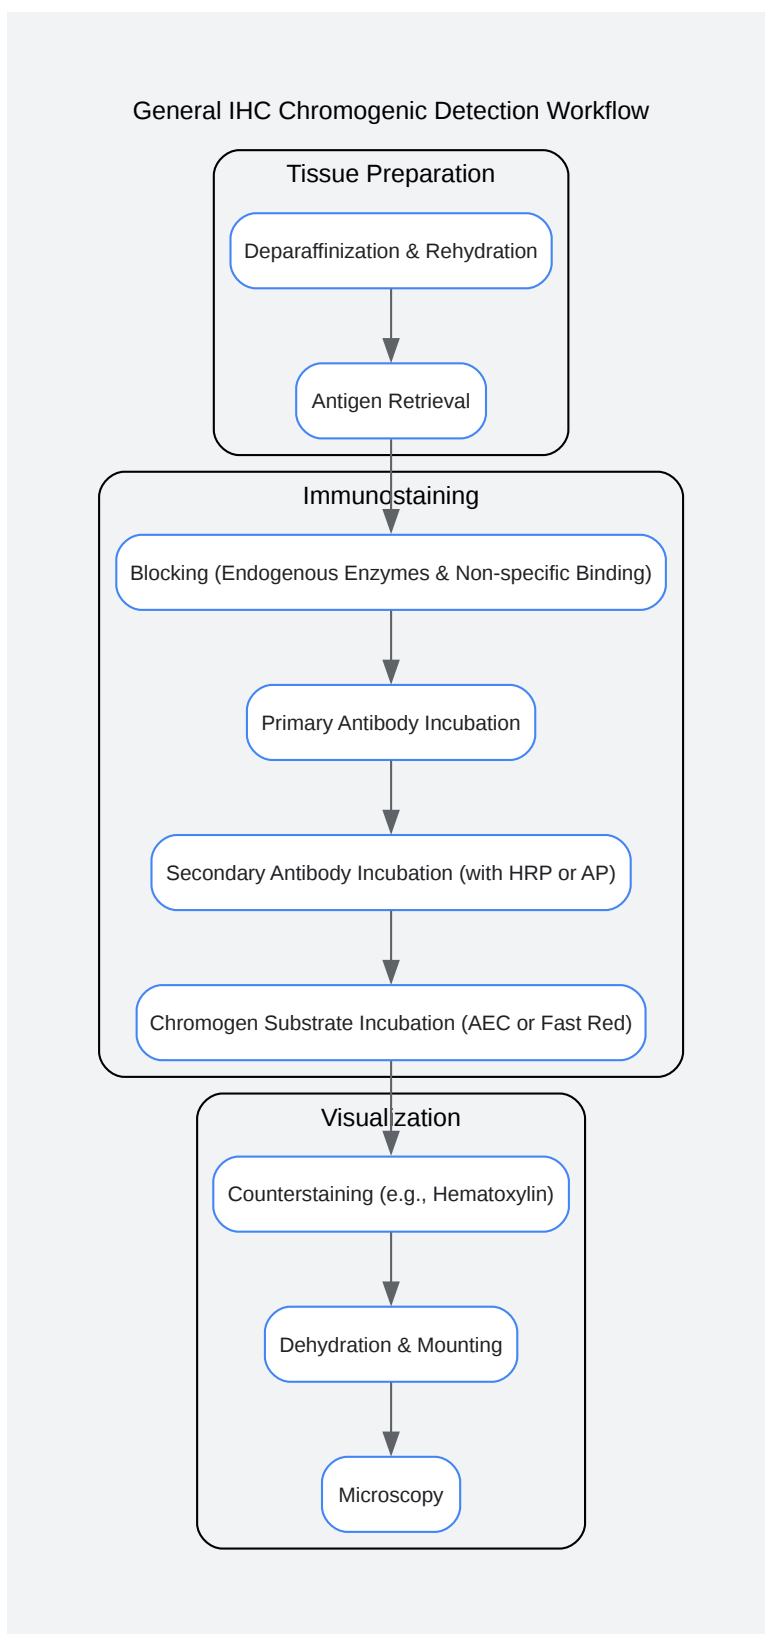 General IHC Chromogenic Detection Workflow
Tissue Preparation
Deparaffinization & Rehydration
Antigen Retrieval
Immunostaining
Blocking (Endogenous Enzymes & Non-specific Binding)
Primary Antibody Incubation
Secondary Antibody Incubation (with HRP or AP)
Chromogen Substrate Incubation (AEC or Fast Red)
Visualization
Counterstaining (e.g., Hematoxylin)
Dehydration & Mounting
Microscopy